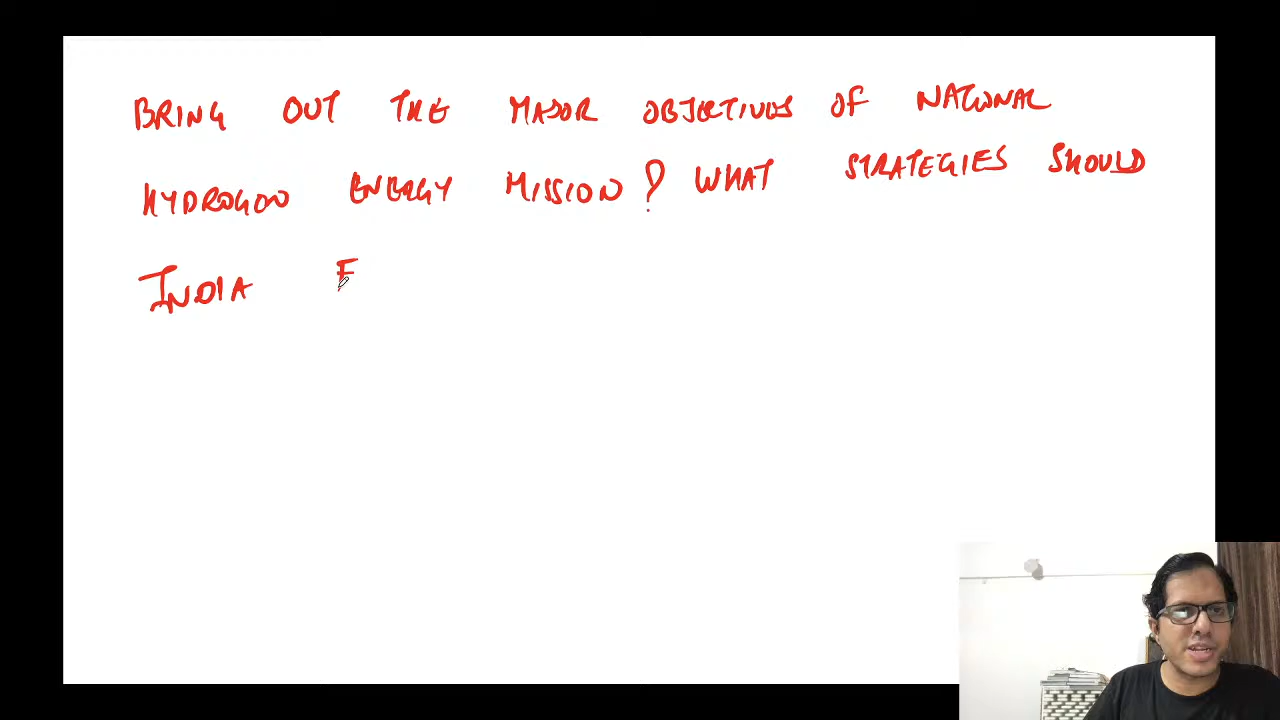 BRING OUT THE MAJOR OBJECTIVES OF NATIONAL
HYDROGEN ENERGY MISSION? WHAT STRATEGIES SHOULD
INDIA F